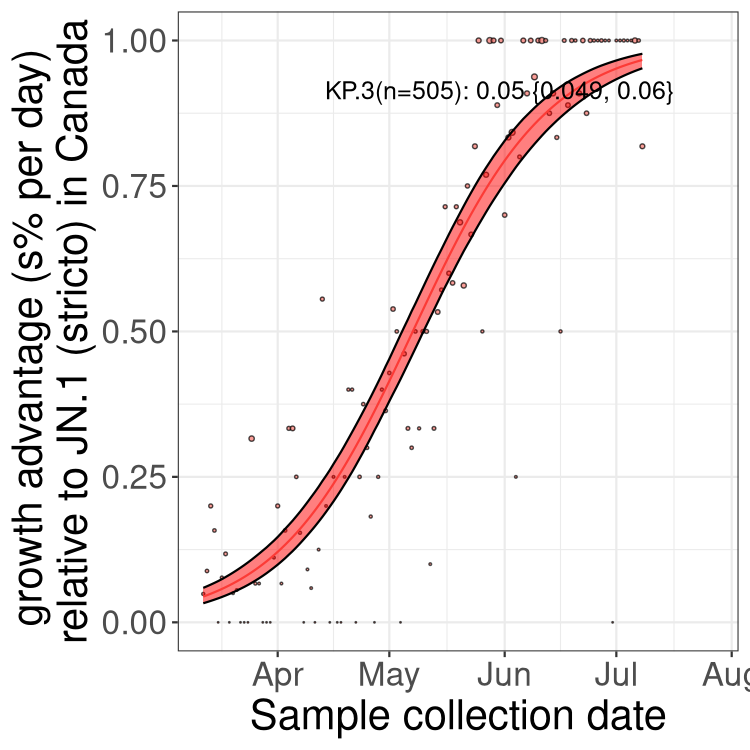 growth advantage (s% per day)
relative to JN.1 (stricto) in Canada
1.00
0.75
0.50
0.25
0.00
KP.3(n=505): 0.05 {0.049, 0.06}
Apr May Jun Jul Aug
Sample collection date